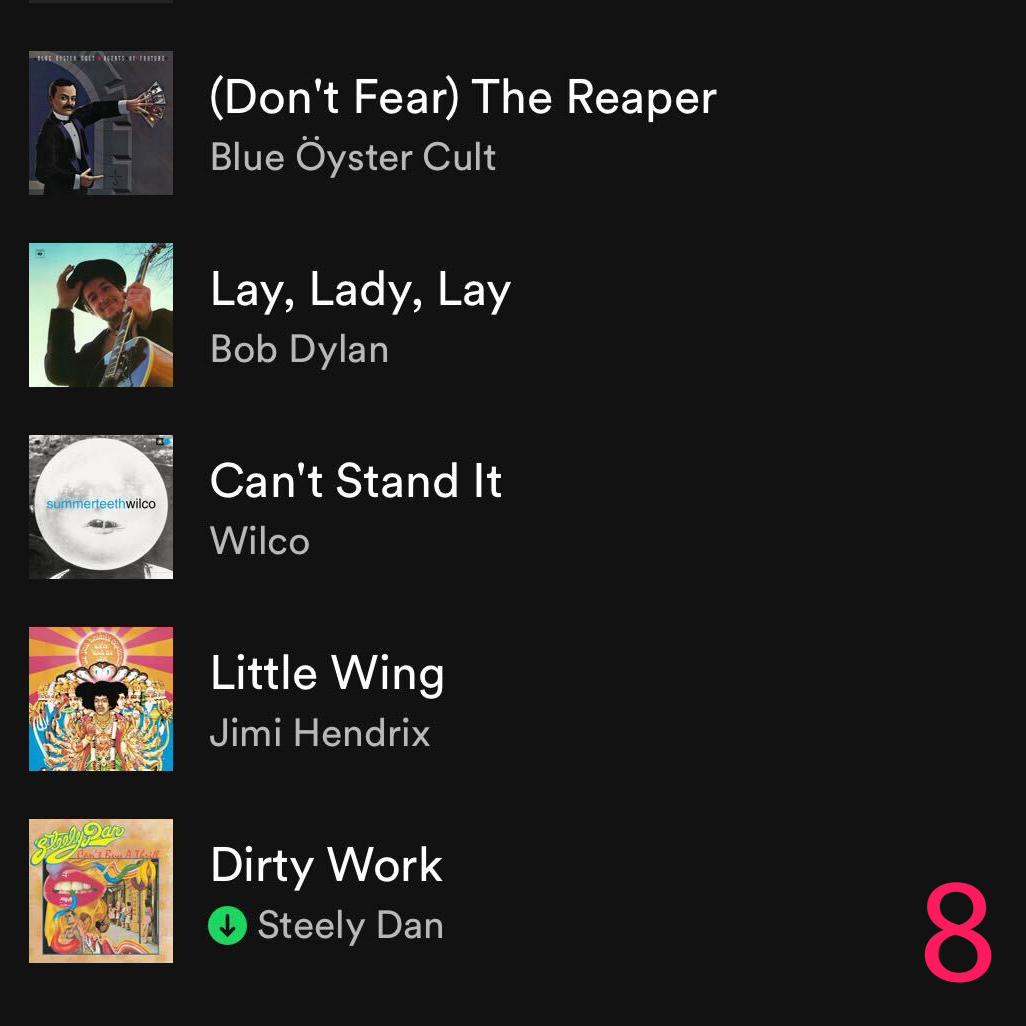 BLUE ÖYSTER CULT AGENTS OF FORTUNE
(Don't Fear) The Reaper
Blue Öyster Cult
Lay, Lady, Lay
Bob Dylan
summerteethwilco
Can't Stand It
Wilco
Little Wing
Jimi Hendrix
Steely Dan
Can't Buy A Thrill
Dirty Work
Steely Dan
8